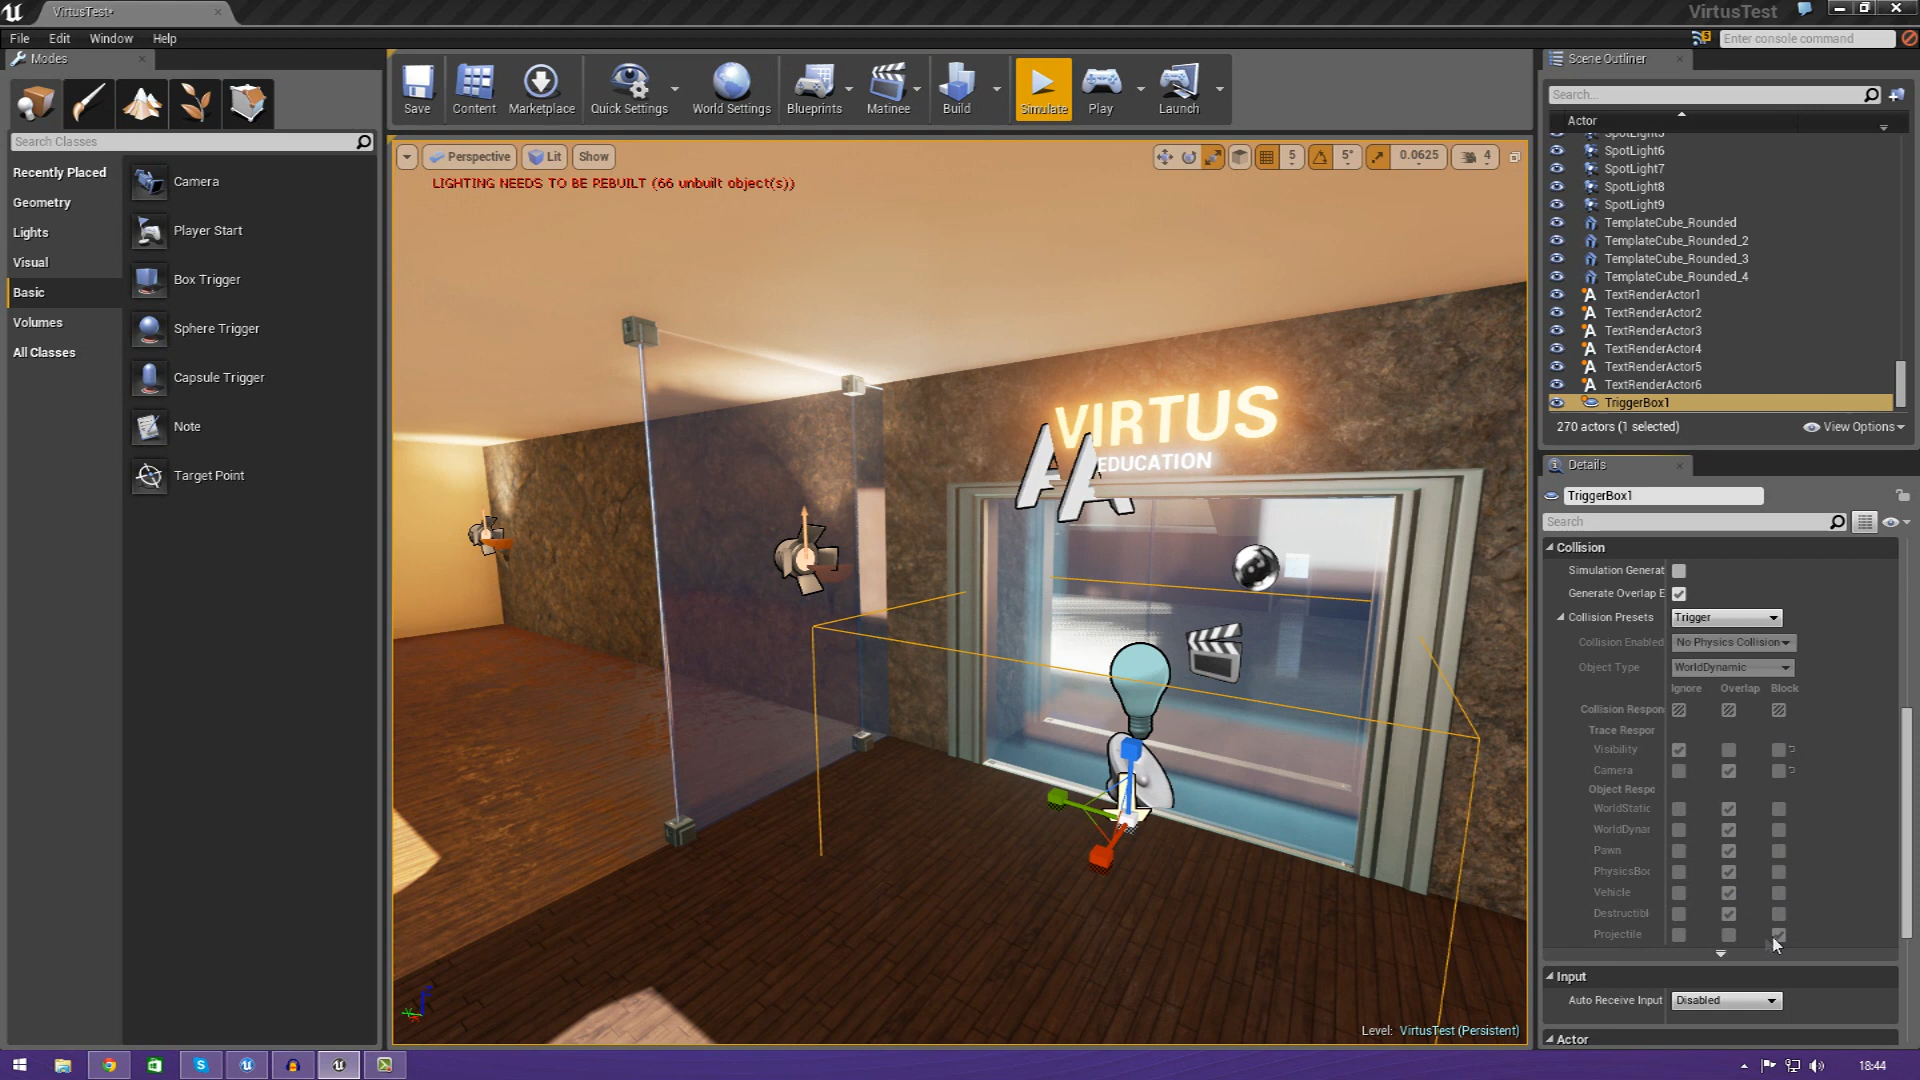 VirtusTest*
VirtusTest
File Edit Window Help
Enter console command
Modes
Search Classes
Recently Placed
Geometry
Lights
Visual
Basic
Volumes
All Classes
Camera
Player Start
Box Trigger
Sphere Trigger
Capsule Trigger
Note
Target Point
Save Content Marketplace Quick Settings World Settings Blueprints Matinee Build Simulate Play Launch
Perspective Lit Show
5 5° 0.0625 4
LIGHTING NEEDS TO BE REBUILT (66 unbuilt object(s))
VIRTUS
EDUCATION
Level: VirtusTest (Persistent)
Scene Outliner
Search...
Actor
SpotLight5
SpotLight6
SpotLight7
SpotLight8
SpotLight9
TemplateCube_Rounded
TemplateCube_Rounded_2
TemplateCube_Rounded_3
TemplateCube_Rounded_4
TextRenderActor1
TextRenderActor2
TextRenderActor3
TextRenderActor4
TextRenderActor5
TextRenderActor6
TriggerBox1
270 actors (1 selected) View Options
Details
TriggerBox1
Search
Collision
Simulation Generat
Generate Overlap E
Collision Presets Trigger
Collision Enabled No Physics Collision
Object Type WorldDynamic
Ignore Overlap Block
Collision Respon
Trace Respor
Visibility
Camera
Object Respo
WorldStatic
WorldDynar
Pawn
PhysicsBod
Vehicle
Destructibl
Projectile
Input
Auto Receive Input Disabled
Actor
18:44